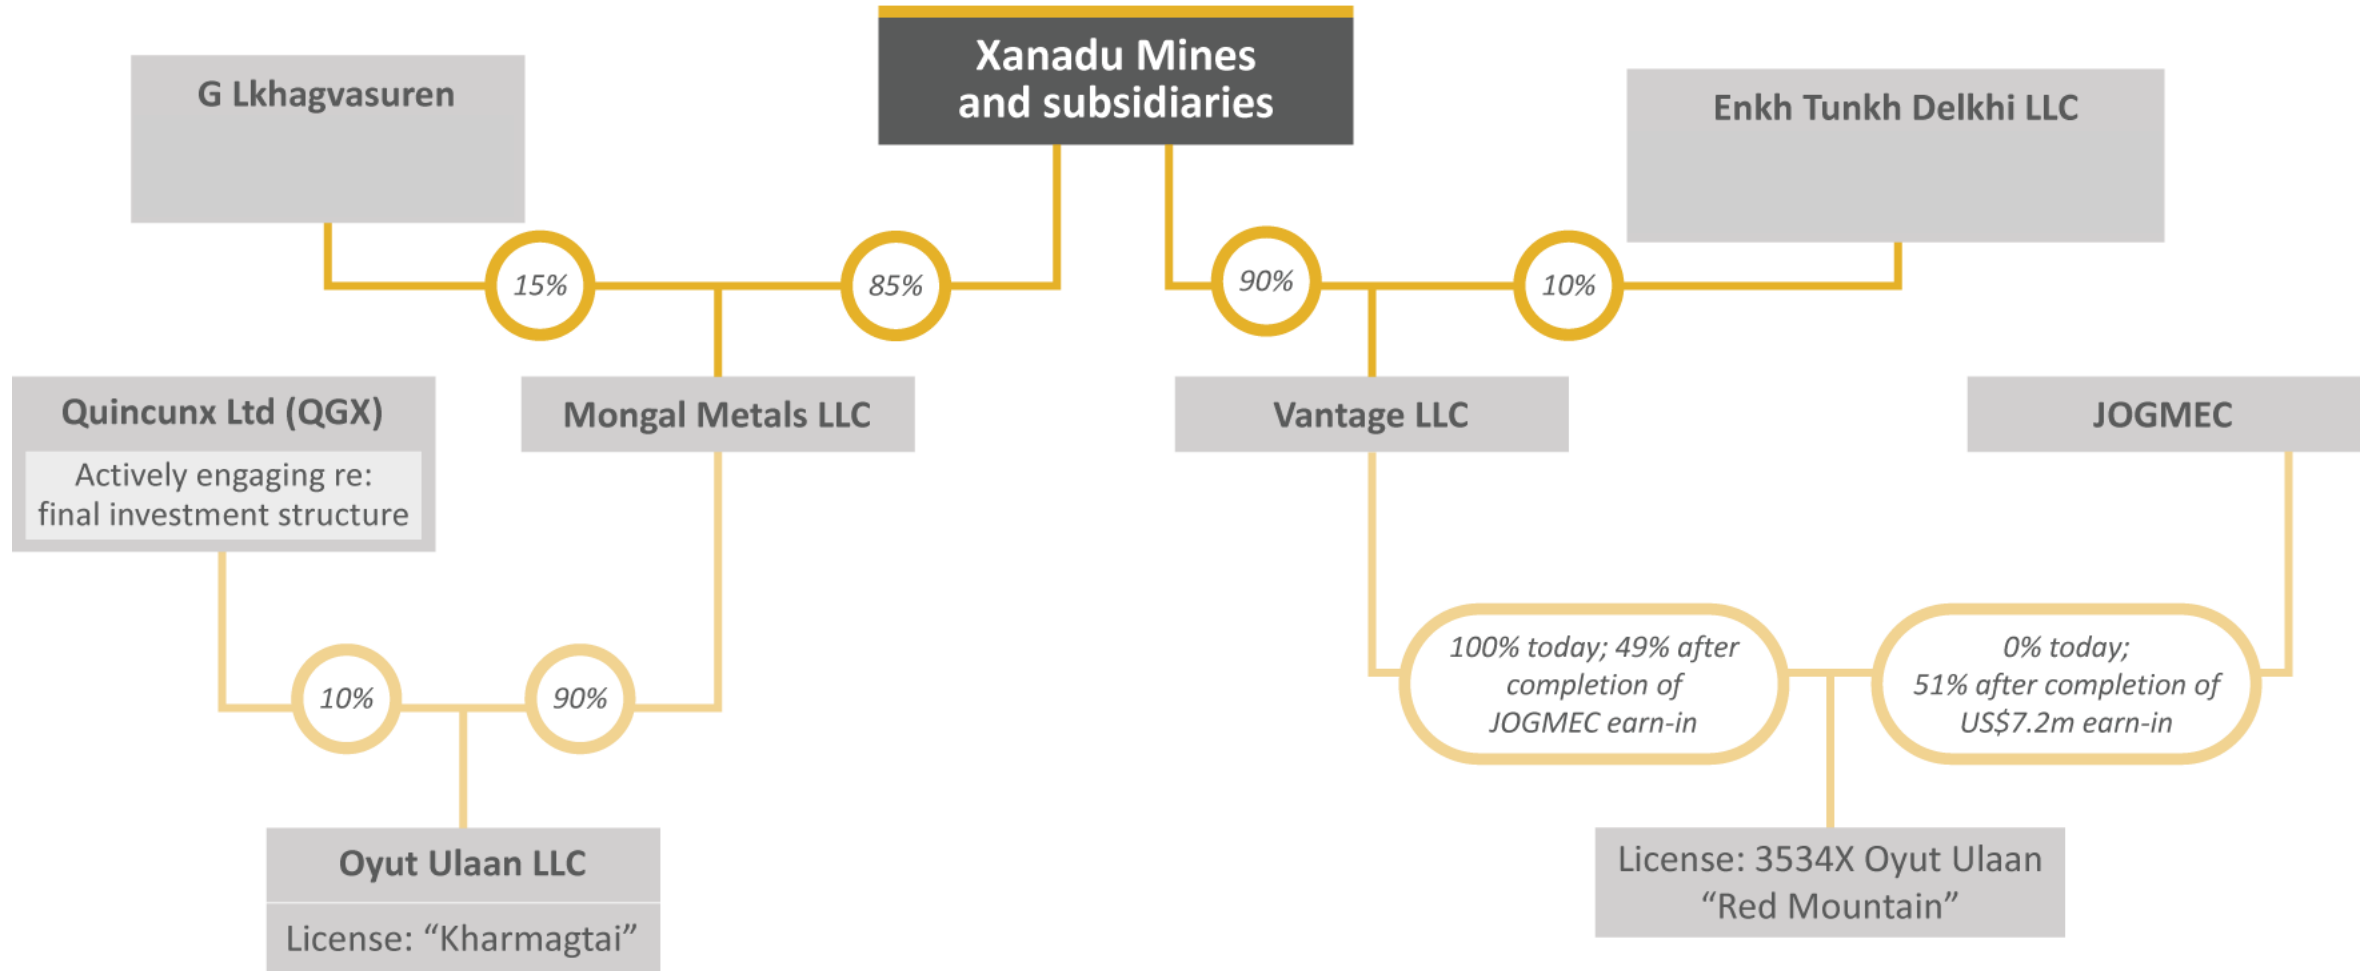 Xanadu Mines
and subsidiaries
G Lkhagvasuren
Enkh Tunkh Delkhi LLC
15%
85%
90%
10%
Quincunx Ltd (QGX)
Actively engaging re:
final investment structure
Mongal Metals LLC
Vantage LLC
JOGMEC
10%
90%
100% today; 49% after
completion of
JOGMEC earn-in
0% today;
51% after completion of
US$7.2m earn-in
Oyut Ulaan LLC
License: “Kharmagtai”
License: 3534X Oyut Ulaan
“Red Mountain”